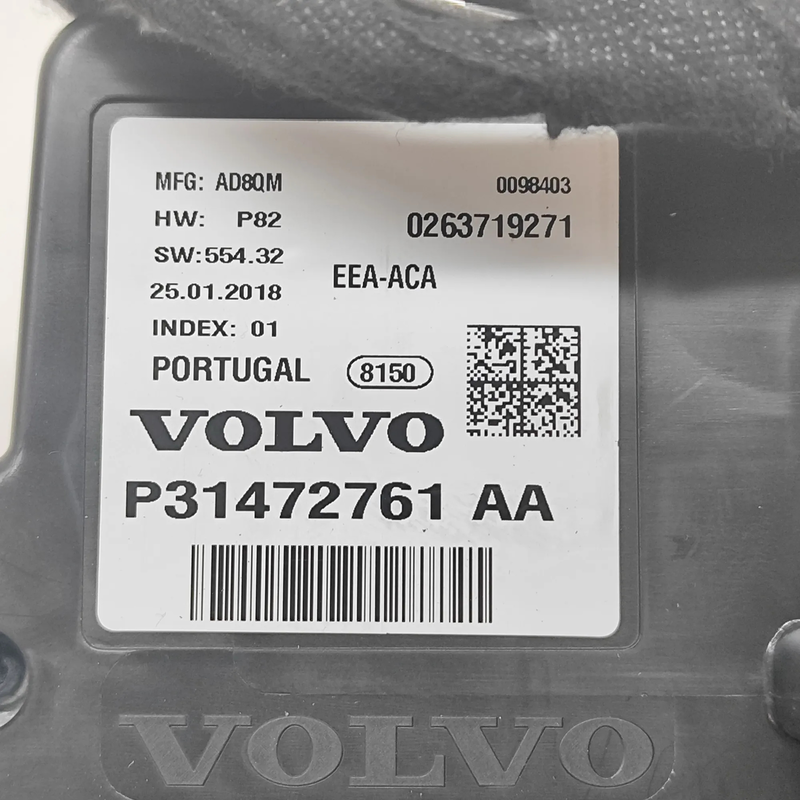 MFG: AD8QM 0098403
HW: P82 0263719271
SW:554.32
EEA-ACA
25.01.2018
INDEX: 01
PORTUGAL 8150
VOLVO
P31472761 AA
VOLVO